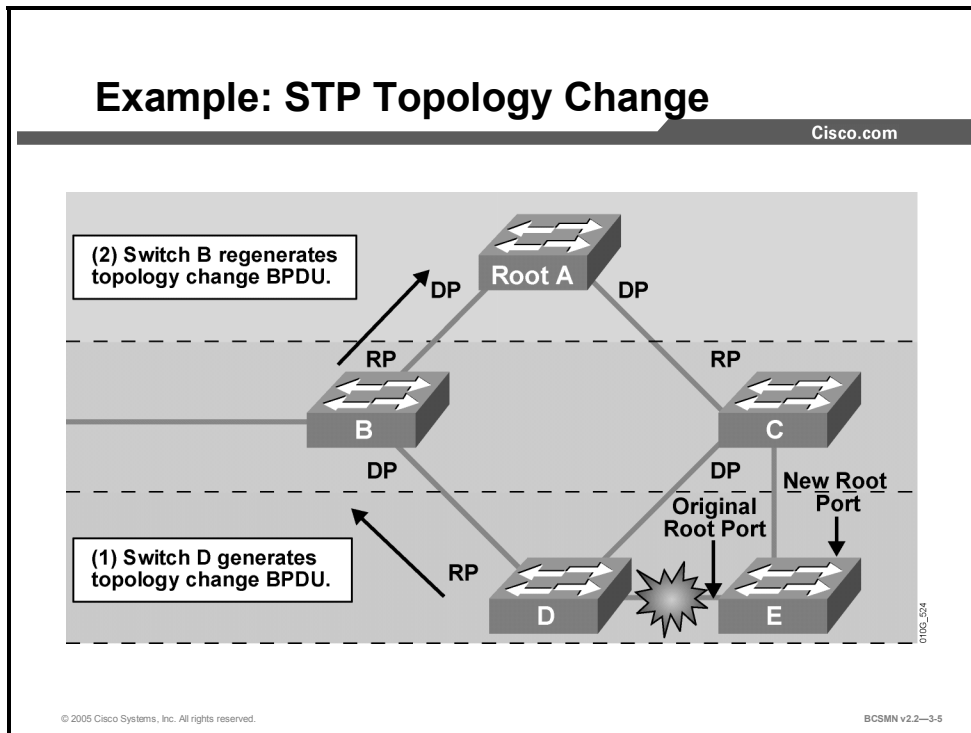 Example: STP Topology Change
Cisco.com
(2) Switch B regenerates
topology change BPDU.
Root A
DP
DP
RP
RP
B
C
DP
DP
New Root
Port
Original
Root Port
(1) Switch D generates
topology change BPDU.
RP
D
E
010G_524
© 2005 Cisco Systems, Inc. All rights reserved.
BCSMN v2.2—3-5